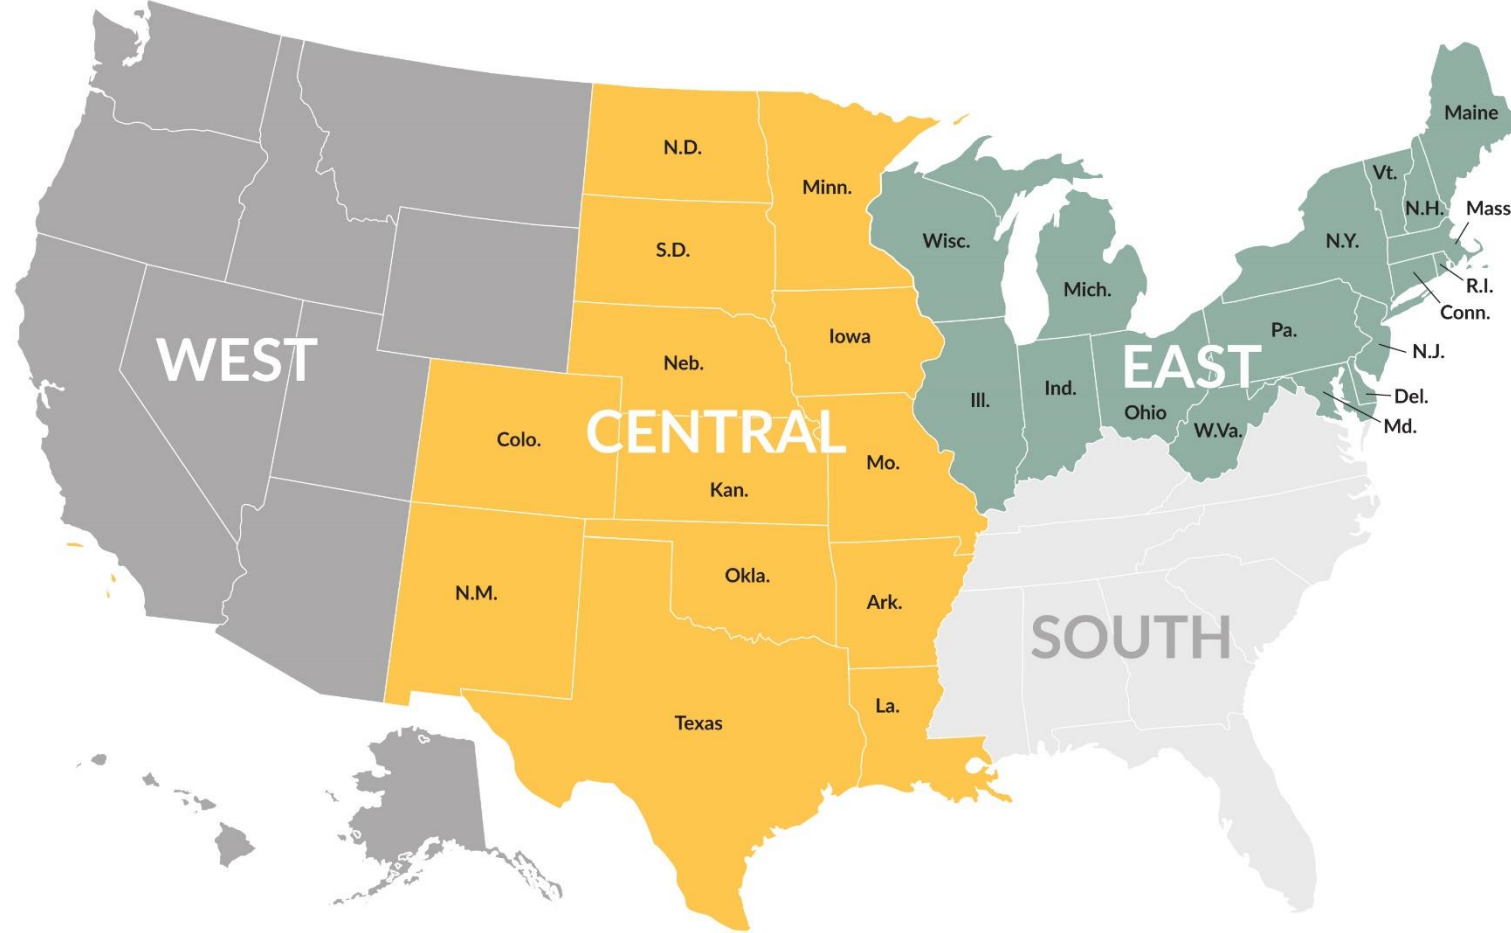 Maine
N.D.
Vt.
Minn.
N.H.
Mass
Wisc.
N.Y.
S.D.
Mich.
R.I.
Conn.
Iowa
Pa.
N.J.
WEST
Neb.
EAST
Ind.
Del.
Ill.
Ohio
Md.
CENTRAL
W.Va.
Colo.
Mo.
Kan.
Okla.
N.M.
Ark.
SOUTH
La.
Texas